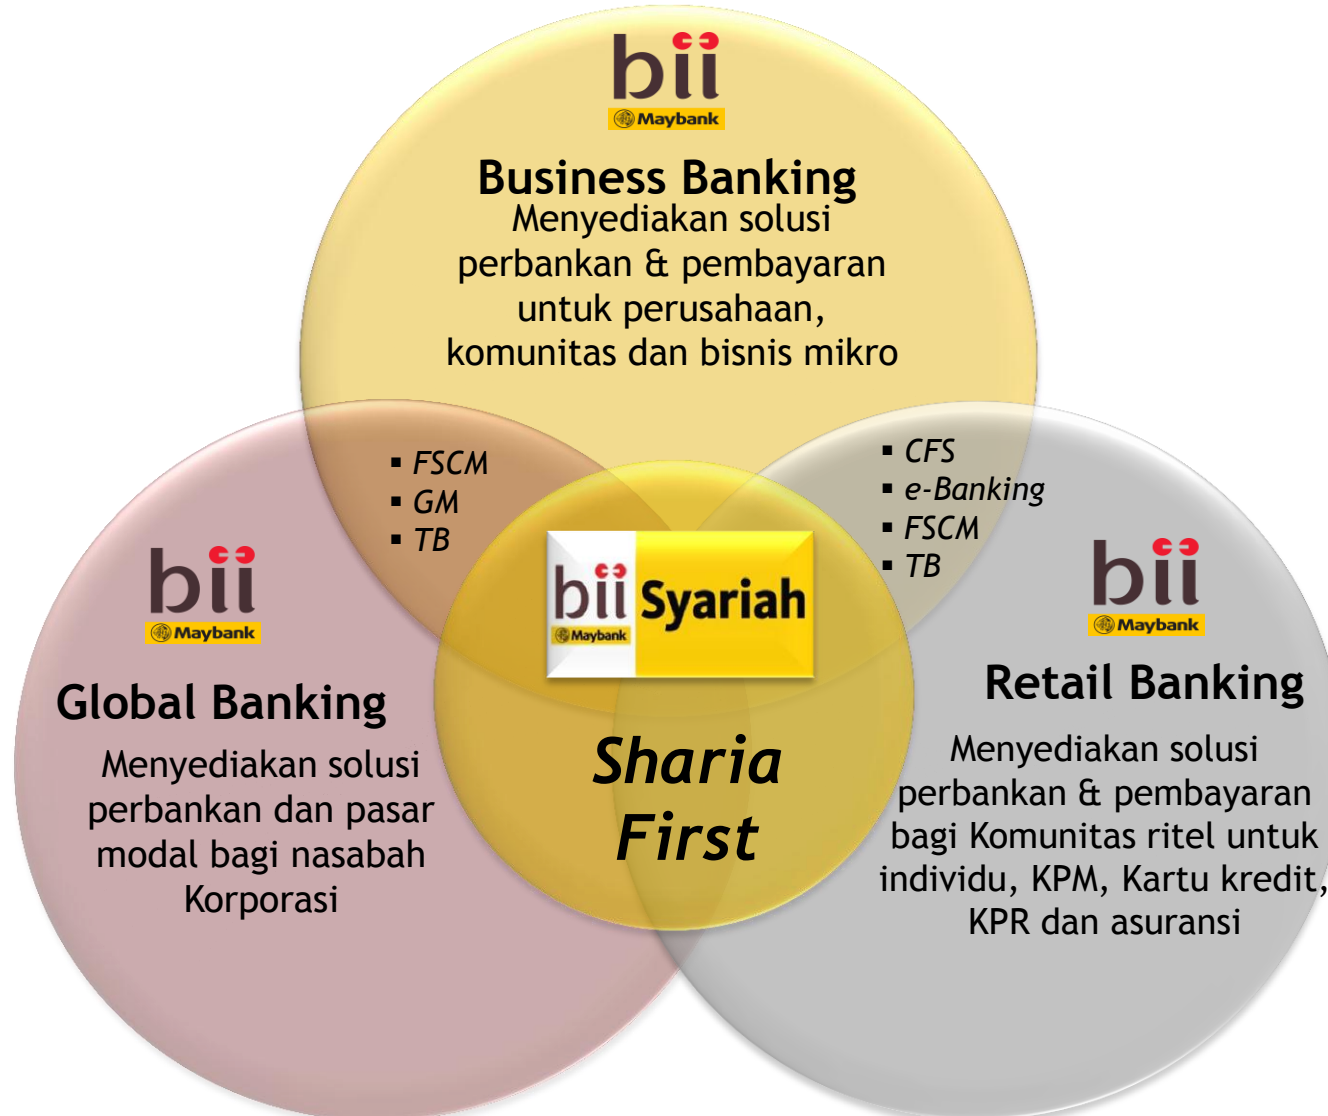 bii
Maybank
Business Banking
Menyediakan solusi
perbankan & pembayaran
untuk perusahaan,
komunitas dan bisnis mikro
▪ FSCM
▪ GM
▪ TB
▪ CFS
▪ e-Banking
▪ FSCM
▪ TB
bii
Maybank
Global Banking
Menyediakan solusi
perbankan dan pasar
modal bagi nasabah
Korporasi
bii Syariah
Maybank
Sharia
First
bii
Maybank
Retail Banking
Menyediakan solusi
perbankan & pembayaran
bagi Komunitas ritel untuk
individu, KPM, Kartu kredit,
KPR dan asuransi